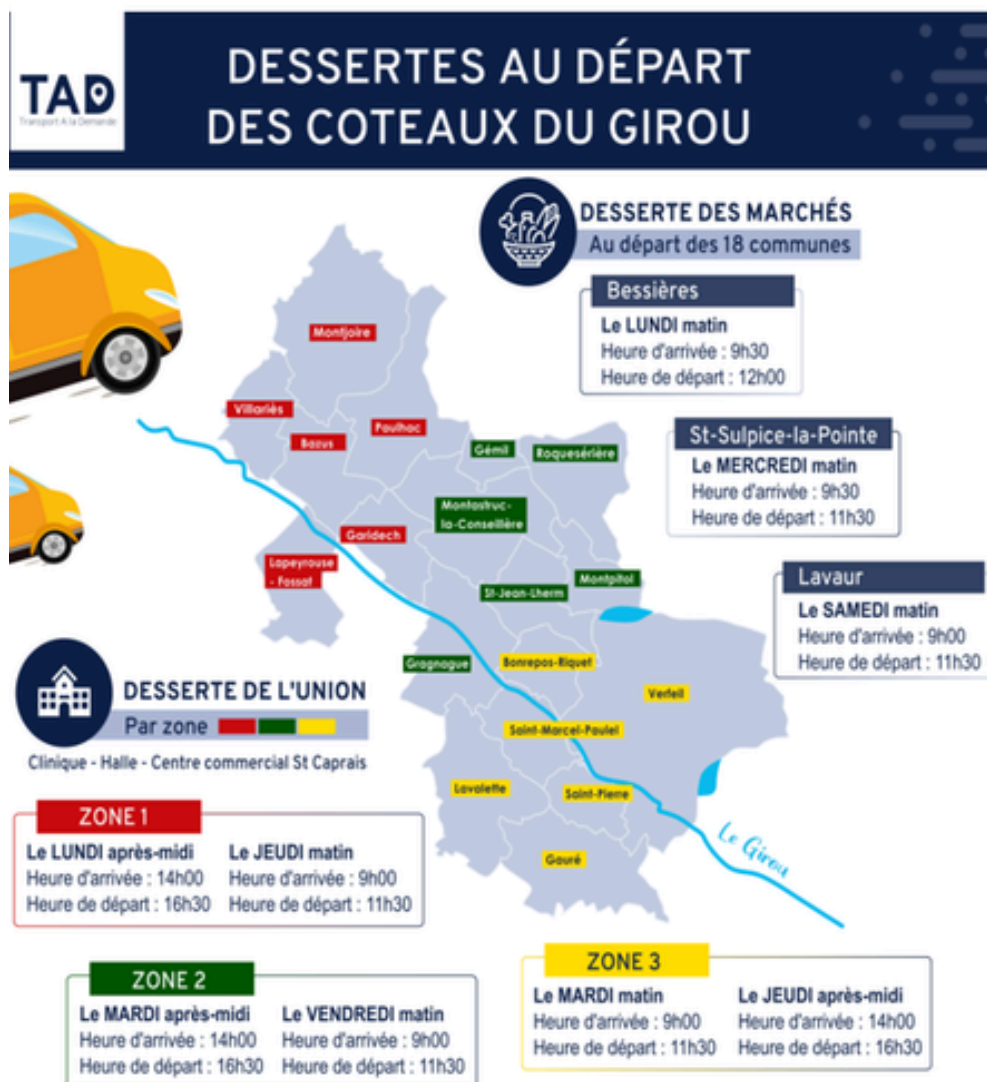 TAD
Transport A la Demande
DESSERTES AU DÉPART
DES COTEAUX DU GIROU
DESSERTE DES MARCHÉS
Au départ des 18 communes
Bessières
Le LUNDI matin
Heure d'arrivée : 9h30
Heure de départ : 12h00
St-Sulpice-la-Pointe
Le MERCREDI matin
Heure d'arrivée : 9h30
Heure de départ : 11h30
Lavaur
Le SAMEDI matin
Heure d'arrivée : 9h00
Heure de départ : 11h30
Montjoire
Villariès
Bazus
Paulhac
Gémil
Roquesérière
Montastruc-
la-Conseillère
Garidech
Lapeyrouse
- Fossat
St-Jean-Lherm
Montpitol
Gragnague
Bonrepos-Riquet
Verfeil
Saint-Marcel-Paulel
Lavalette
Saint-Pierre
Gauré
Le Girou
DESSERTE DE L'UNION
Par zone
Clinique - Halle - Centre commercial St Caprais
ZONE 1
Le LUNDI après-midi
Heure d'arrivée : 14h00
Heure de départ : 16h30
Le JEUDI matin
Heure d'arrivée : 9h00
Heure de départ : 11h30
ZONE 2
Le MARDI après-midi
Heure d'arrivée : 14h00
Heure de départ : 16h30
Le VENDREDI matin
Heure d'arrivée : 9h00
Heure de départ : 11h30
ZONE 3
Le MARDI matin
Heure d'arrivée : 9h00
Heure de départ : 11h30
Le JEUDI après-midi
Heure d'arrivée : 14h00
Heure de départ : 16h30